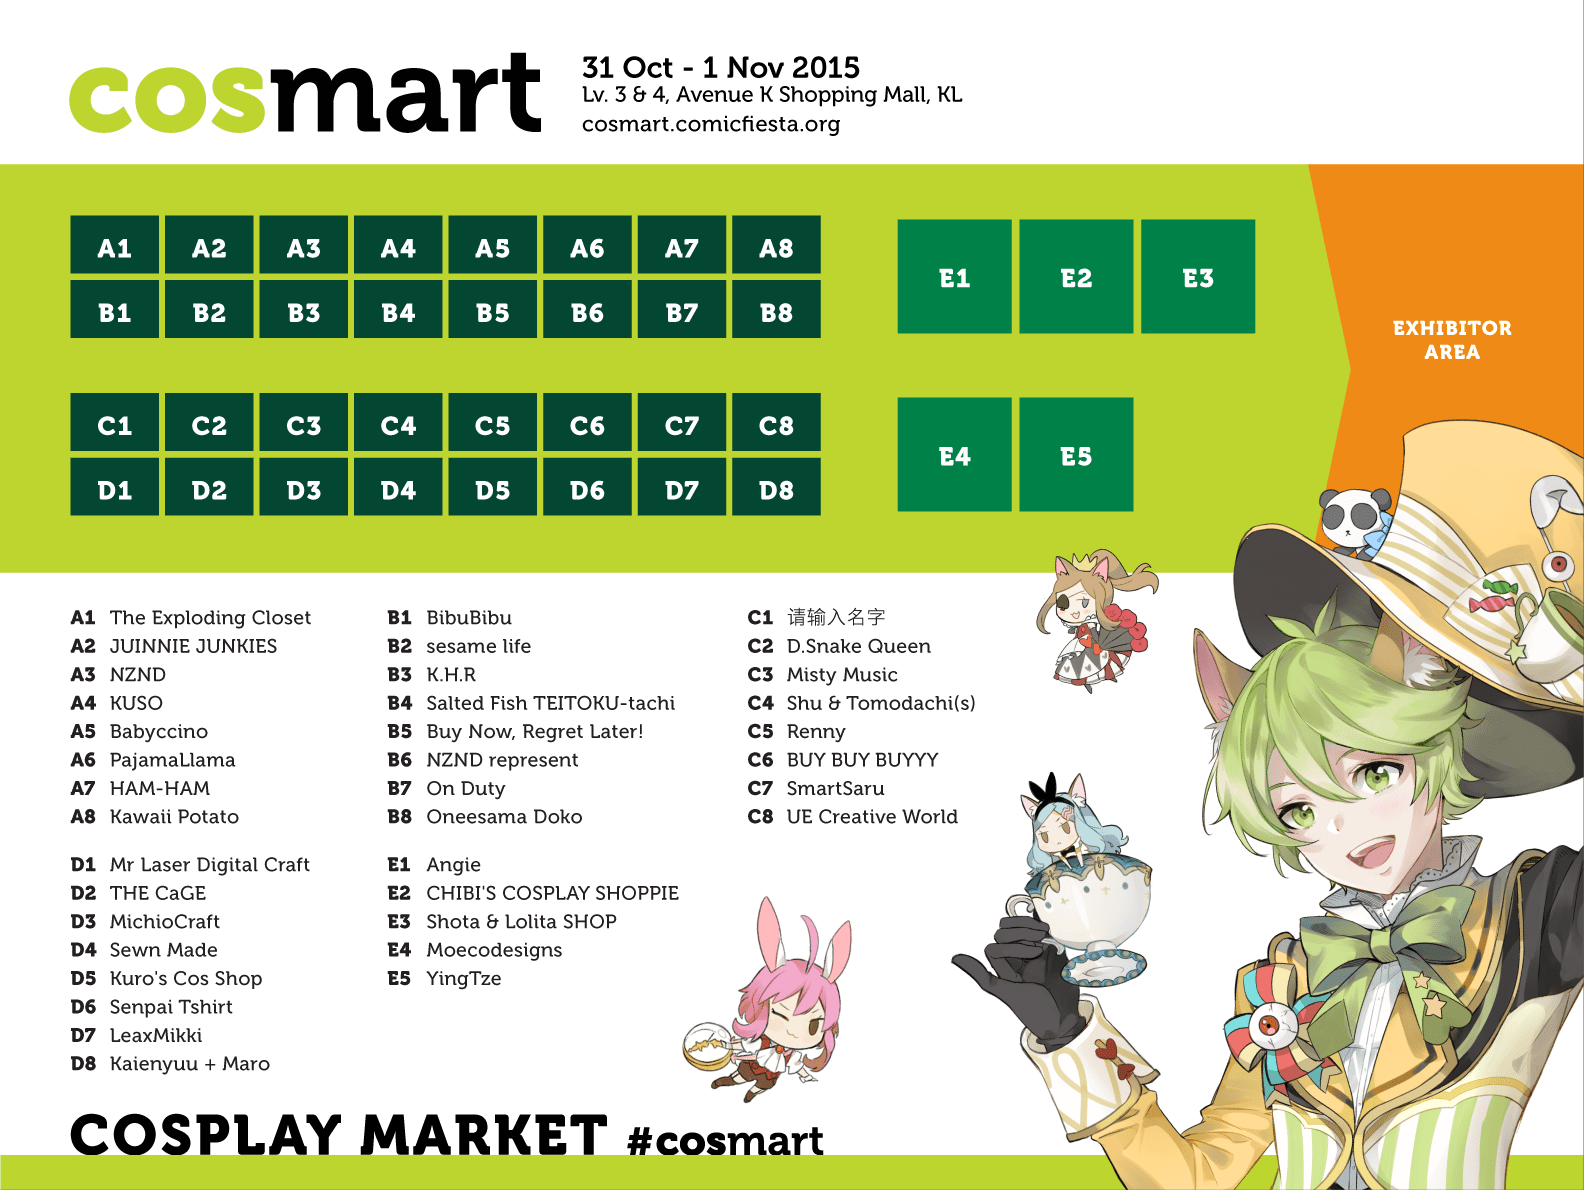 cosmart
31 Oct - 1 Nov 2015
Lv. 3 & 4, Avenue K Shopping Mall, KL
cosmart.comicfiesta.org
A1 A2 A3 A4 A5 A6 A7 A8
B1 B2 B3 B4 B5 B6 B7 B8
C1 C2 C3 C4 C5 C6 C7 C8
D1 D2 D3 D4 D5 D6 D7 D8
E1 E2 E3
E4 E5
EXHIBITOR
AREA
A1 The Exploding Closet
A2 JUINNIE JUNKIES
A3 NZND
A4 KUSO
A5 Babyccino
A6 PajamaLlama
A7 HAM-HAM
A8 Kawaii Potato
B1 BibuBibu
B2 sesame life
B3 K.H.R
B4 Salted Fish TEITOKU-tachi
B5 Buy Now, Regret Later!
B6 NZND represent
B7 On Duty
B8 Oneesama Doko
C1 请输入名字
C2 D.Snake Queen
C3 Misty Music
C4 Shu & Tomodachi(s)
C5 Renny
C6 BUY BUY BUYYY
C7 SmartSaru
C8 UE Creative World
D1 Mr Laser Digital Craft
D2 THE CaGE
D3 MichioCraft
D4 Sewn Made
D5 Kuro's Cos Shop
D6 Senpai Tshirt
D7 LeaxMikki
D8 Kaienyuu + Maro
E1 Angie
E2 CHIBI'S COSPLAY SHOPPIE
E3 Shota & Lolita SHOP
E4 Moecodesigns
E5 YingTze
COSPLAY MARKET #cosmart